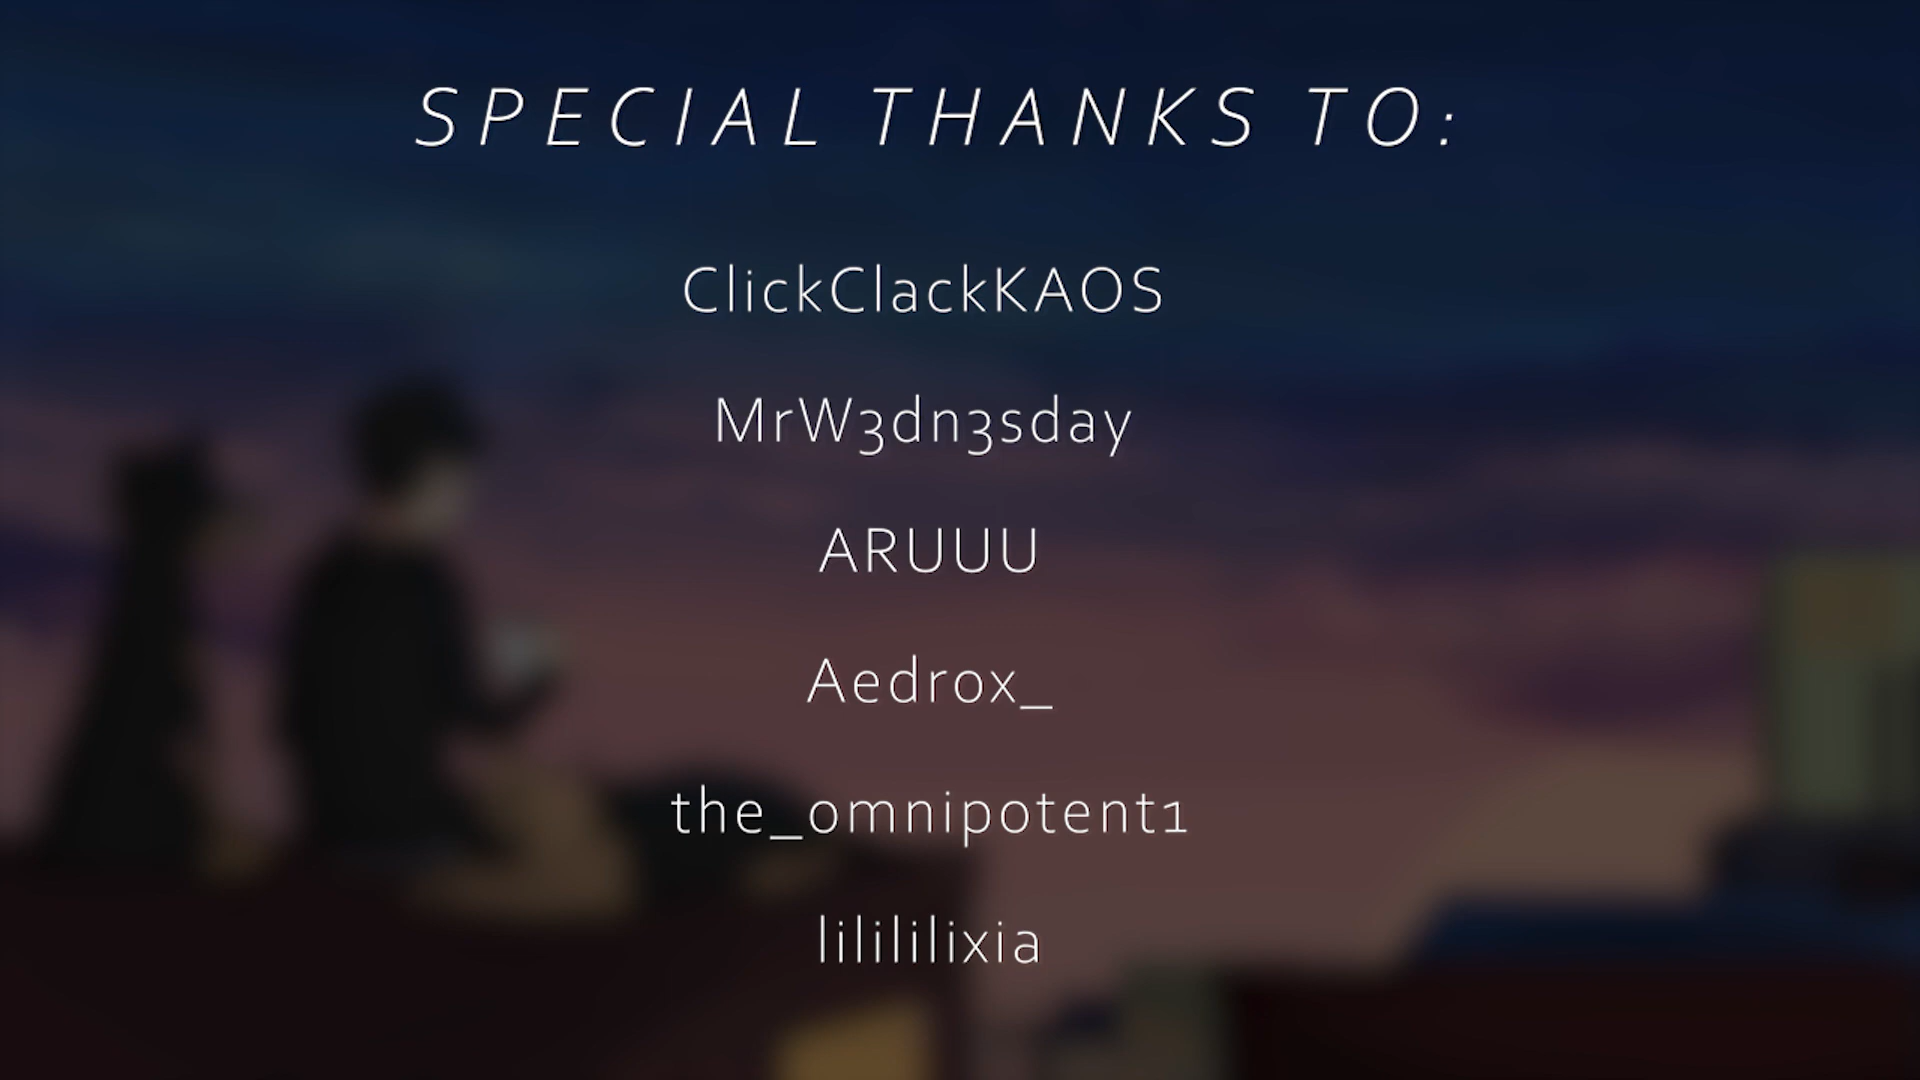 SPECIAL THANKS TO:
ClickClackKAOS
MrW3dn3sday
ARUUU
Aedrox_
the_omnipotent1
lilililixia